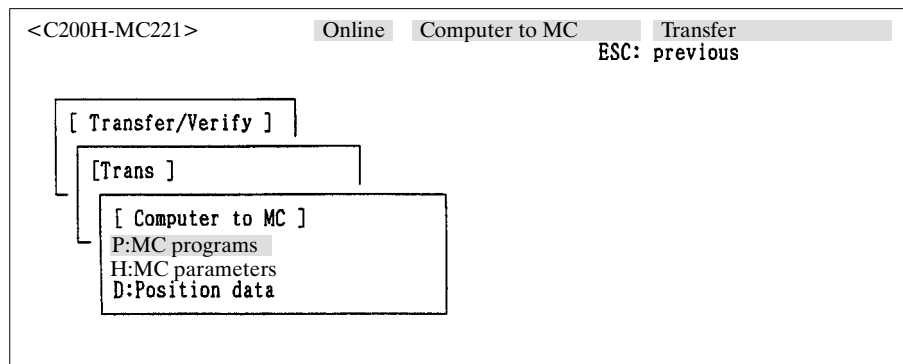 <C200H-MC221> Online Computer to MC Transfer
ESC: previous
[ Transfer/Verify ]
[Trans ]
[ Computer to MC ]
P:MC programs
H:MC parameters
D:Position data